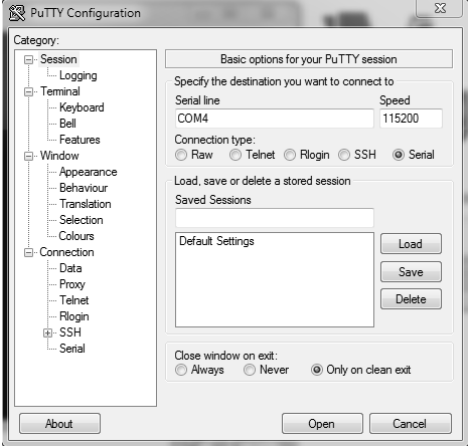 PuTTY Configuration
Category:
Session
Logging
Terminal
Keyboard
Bell
Features
Window
Appearance
Behaviour
Translation
Selection
Colours
Connection
Data
Proxy
Telnet
Rlogin
SSH
Serial
Basic options for your PuTTY session
Specify the destination you want to connect to
Serial line Speed
COM4 115200
Connection type:
Raw Telnet Rlogin SSH Serial
Load, save or delete a stored session
Saved Sessions
Default Settings
Load
Save
Delete
Close window on exit:
Always Never Only on clean exit
About Open Cancel